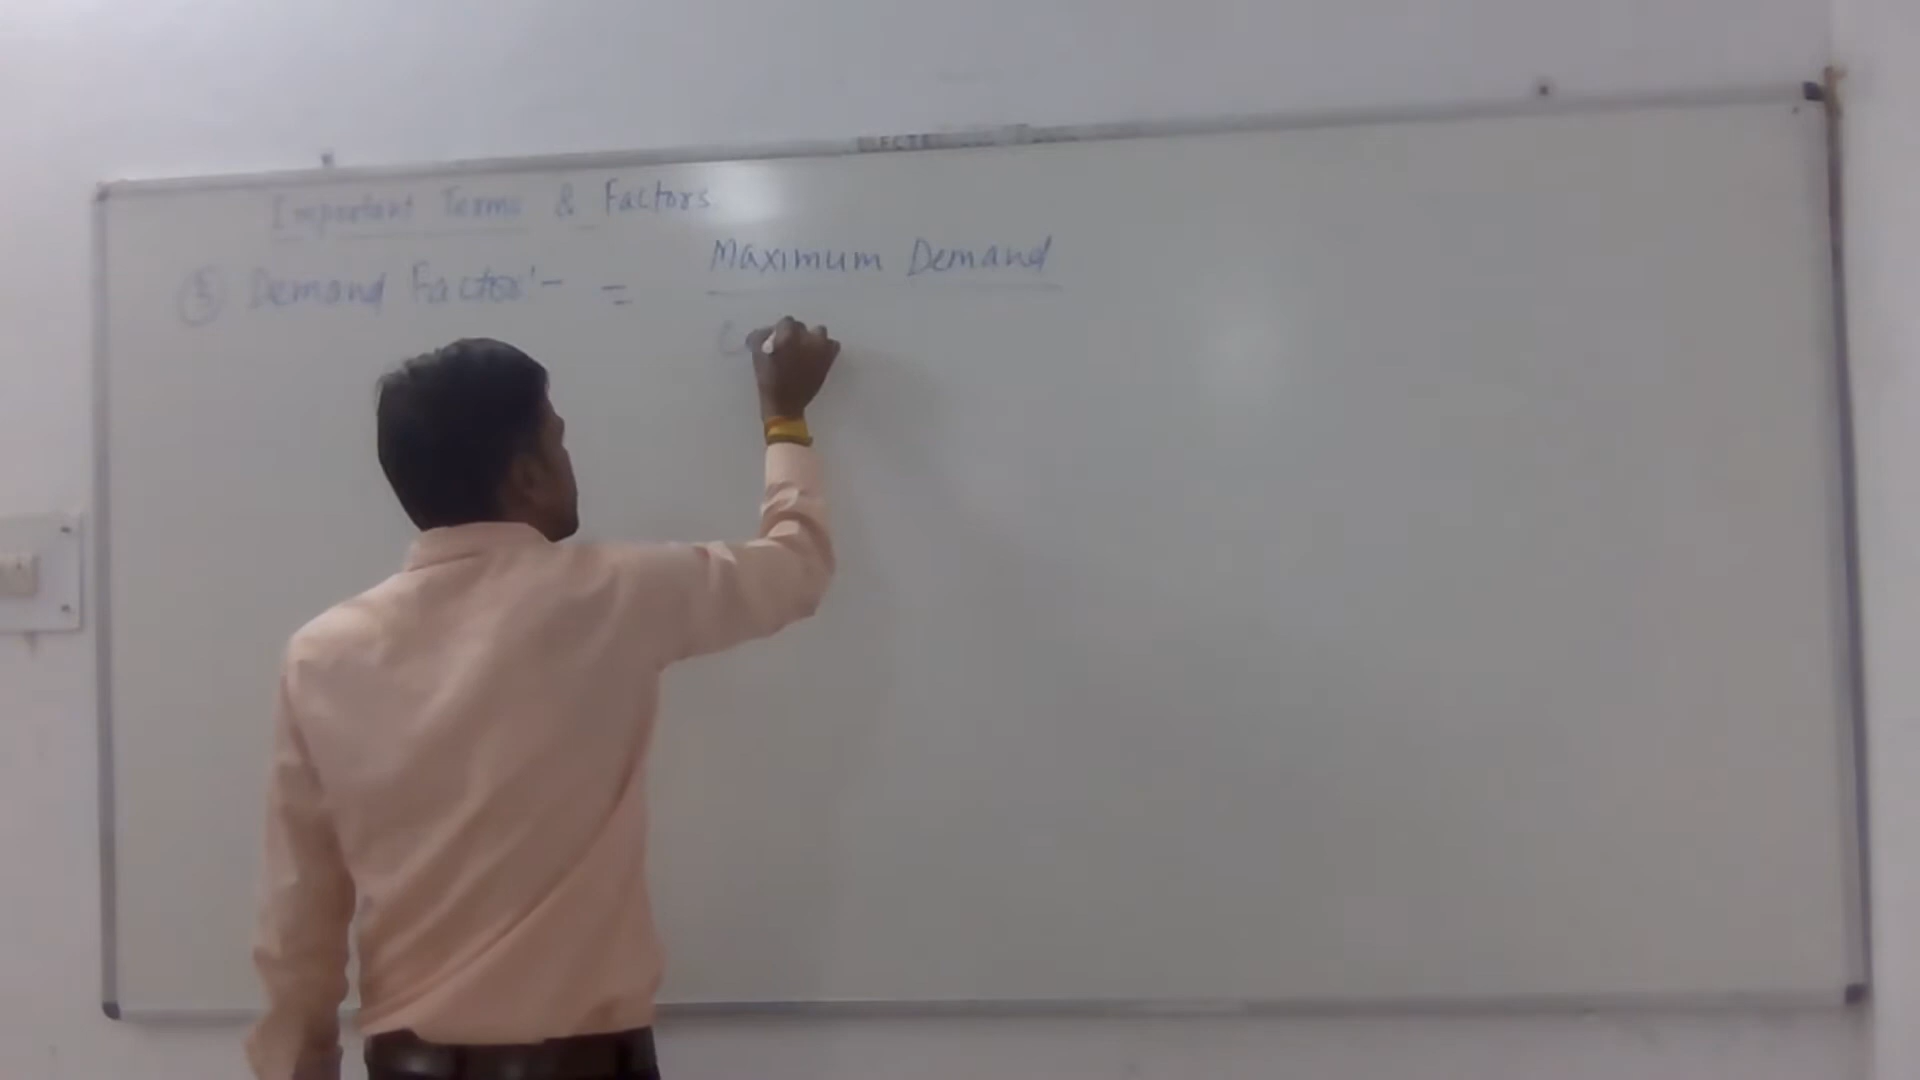 Important Terms & Factors
③ Demand Factor:- = Maximum Demand